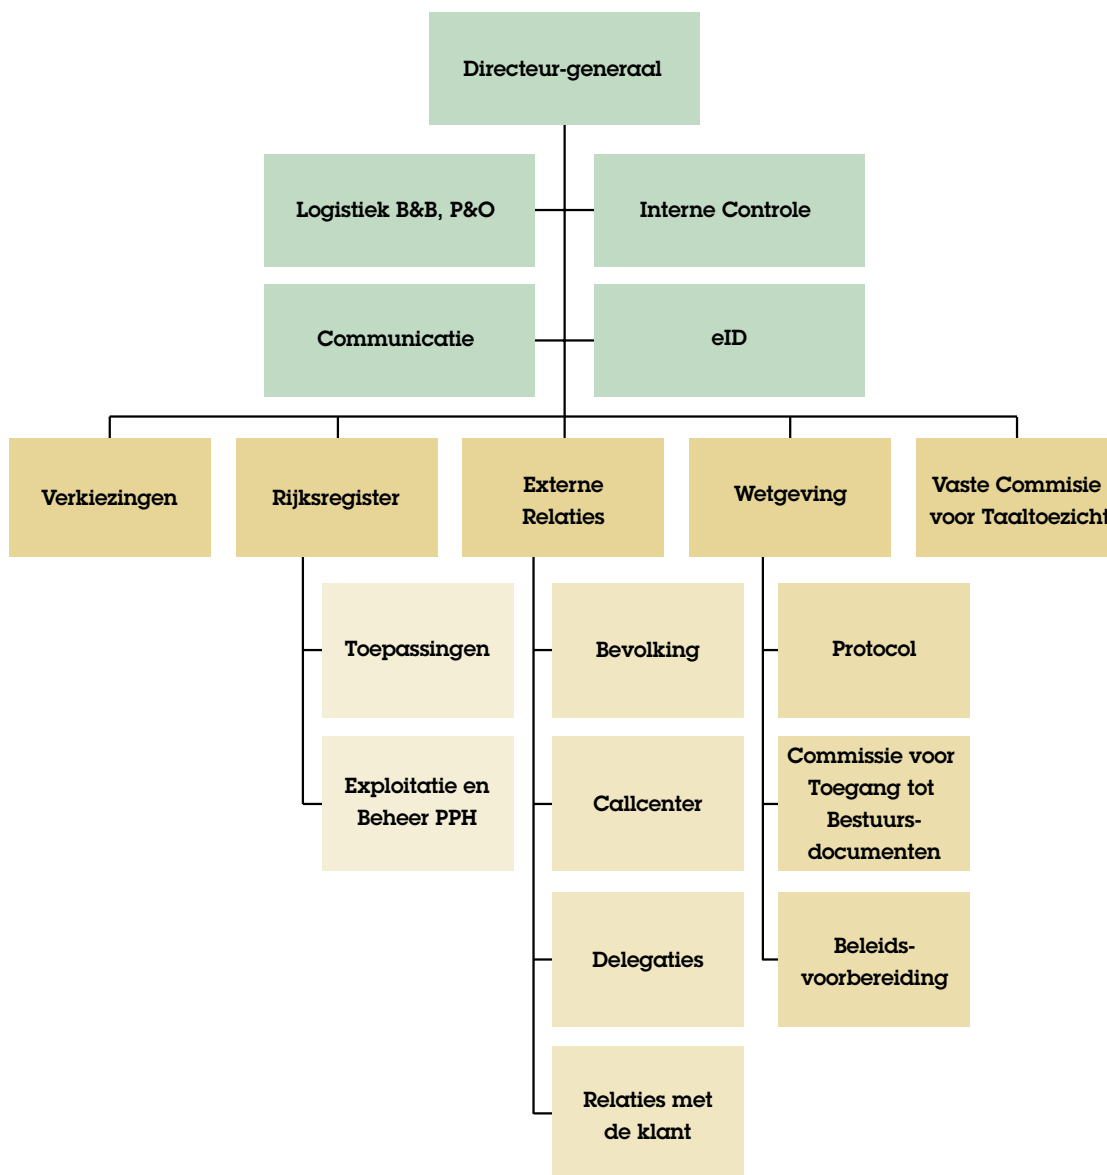 Directeur-generaal
Logistiek B&B, P&O
Interne Controle
Communicatie
eID
Verkiezingen
Rijksregister
Externe
Relaties
Wetgeving
Vaste Commisie
voor Taaltoezicht
Toepassingen
Exploitatie en
Beheer PPH
Bevolking
Callcenter
Delegaties
Relaties met
de klant
Protocol
Commissie voor
Toegang tot
Bestuurs-
documenten
Beleids-
voorbereiding